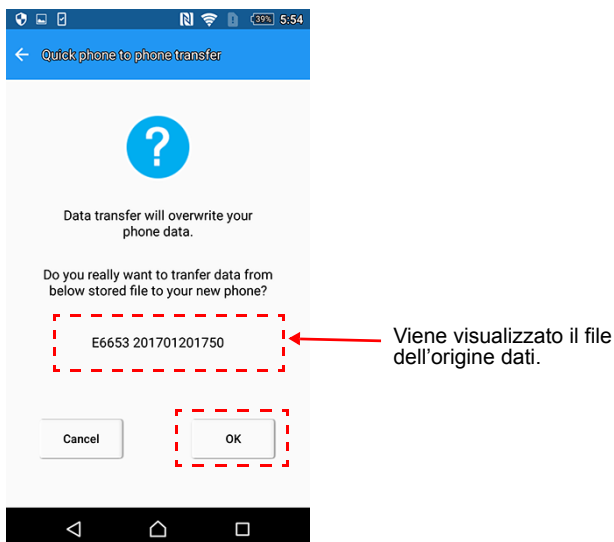 39% 5:54
Quick phone to phone transfer
?
Data transfer will overwrite your
phone data.
Do you really want to tranfer data from
below stored file to your new phone?
E6653 201701201750
Viene visualizzato il file
dell'origine dati.
Cancel OK